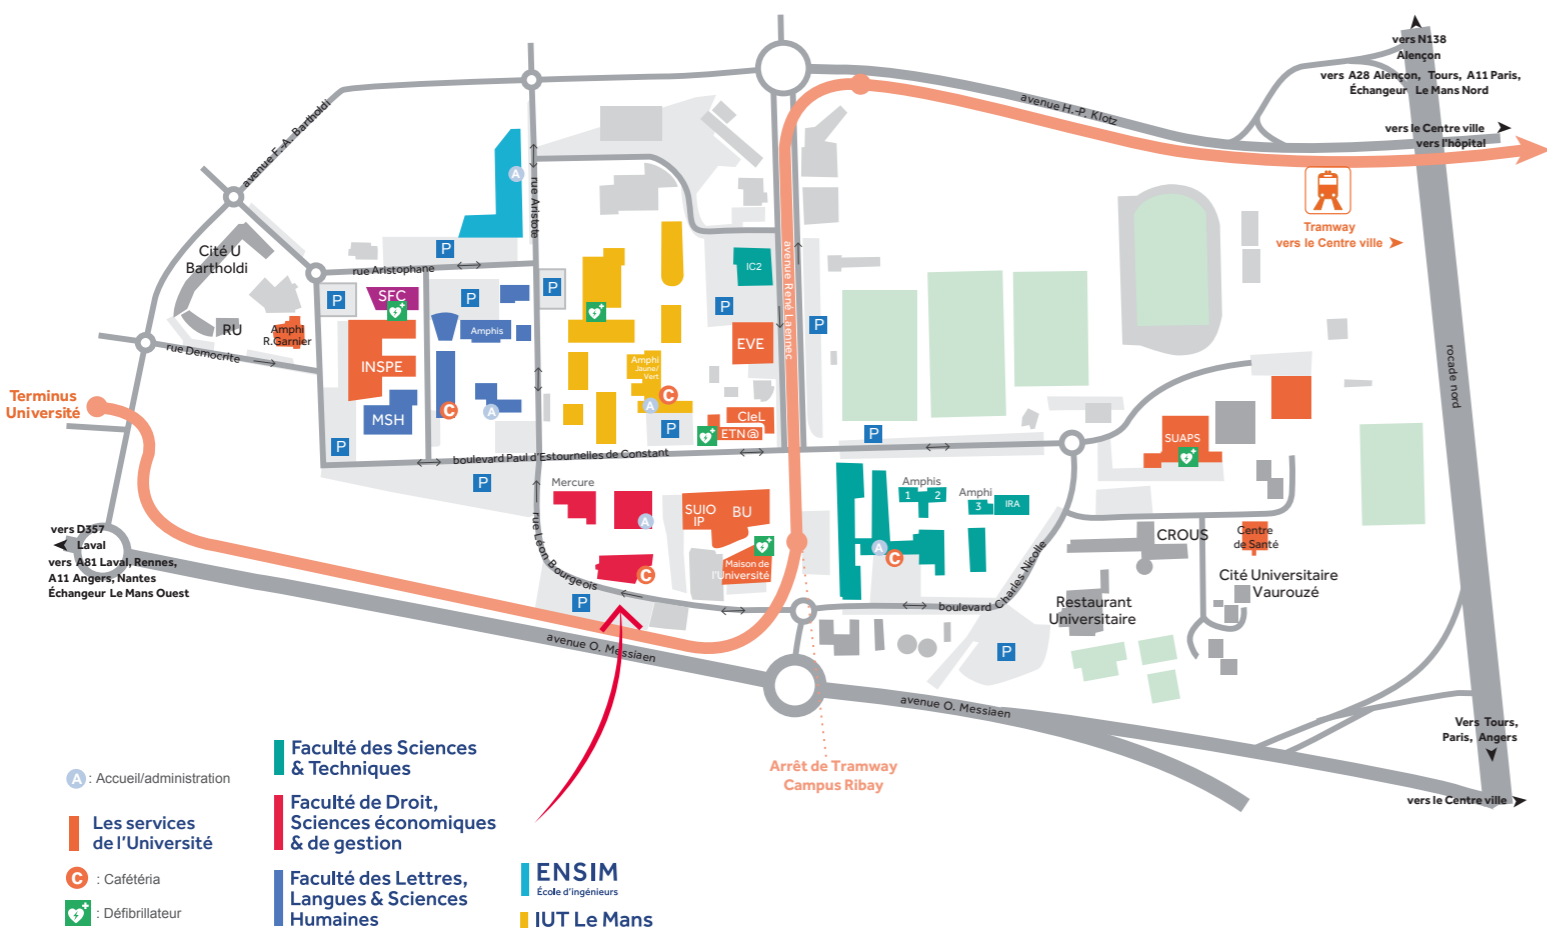 vers N138
Alençon
vers A28 Alençon, Tours, A11 Paris,
Échangeur Le Mans Nord
avenue H.-P. Klotz
vers le Centre ville
vers l'hôpital
Tramway
vers le Centre ville
rocade nord
avenue F. A. Bartholdi
Cité U
Bartholdi
RU
Amphi
R.Garnier
rue Democrite
rue Aristophane
rue Aristote
avenue René Laennec
A
P
P
P
P
P
P
P
P
P
P
P
P
P
SFC
INSPE
MSH
Amphis
C
A
Amphi
Jaune/
Vert
C
A
IC2
EVE
CleL
ETN@
SUAPS
Terminus
Université
boulevard Paul d'Estournelles de Constant
Mercure
A
C
SUIO
IP
BU
Maison de
l'Université
rue Léon Bourgeois
Amphis
1 2
Amphi
3
IRA
A
C
boulevard Charles Nicolle
CROUS
Centre
de Santé
Cité Universitaire
Vaurouzé
Restaurant
Universitaire
vers D357
Laval
vers A81 Laval, Rennes,
A11 Angers, Nantes
Échangeur Le Mans Ouest
avenue O. Messiaen
avenue O. Messiaen
Arrêt de Tramway
Campus Ribay
Vers Tours,
Paris, Angers
vers le Centre ville
A : Accueil/administration
Les services
de l'Université
C : Cafétéria
: Défibrillateur
Faculté des Sciences
& Techniques
Faculté de Droit,
Sciences économiques
& de gestion
Faculté des Lettres,
Langues & Sciences
Humaines
ENSIM
École d'ingénieurs
IUT Le Mans